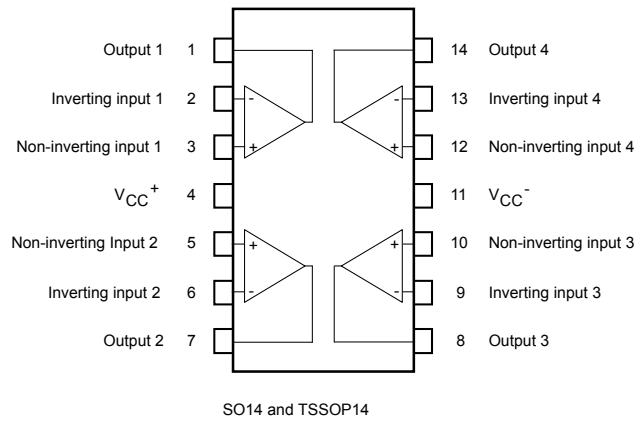 Output 1 1 14 Output 4
Inverting input 1 2 - - 13 Inverting input 4
Non-inverting input 1 3 + + 12 Non-inverting input 4
VCC+ 4 11 VCC-
Non-inverting Input 2 5 + + 10 Non-inverting input 3
Inverting input 2 6 - - 9 Inverting input 3
Output 2 7 8 Output 3
SO14 and TSSOP14